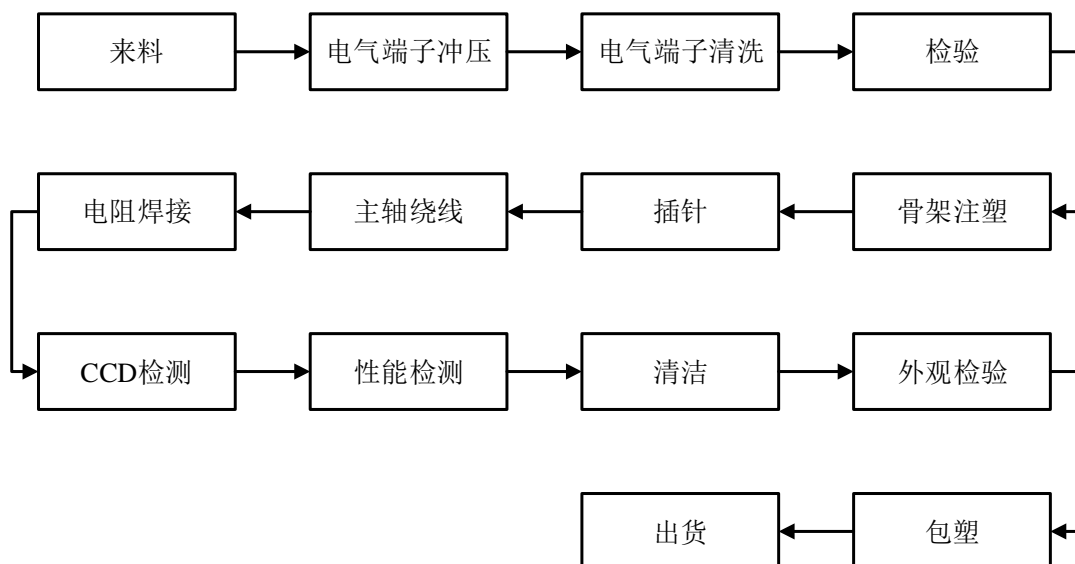 来料
电气端子冲压
电气端子清洗
检验
骨架注塑
插针
主轴绕线
电阻焊接
CCD检测
性能检测
清洁
外观检验
包塑
出货